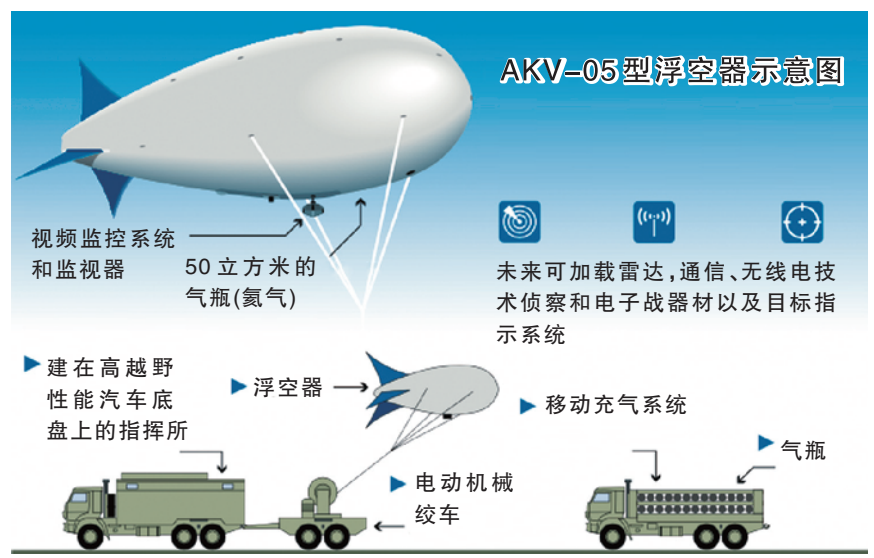 AKV-05型浮空器示意图
视频监控系统
和监视器
50立方米的
气瓶(氦气)
未来可加载雷达,通信、无线电技
术侦察和电子战器材以及目标指
示系统
建在高越野
性能汽车底
盘上的指挥所
浮空器
移动充气系统
气瓶
电动机械
绞车